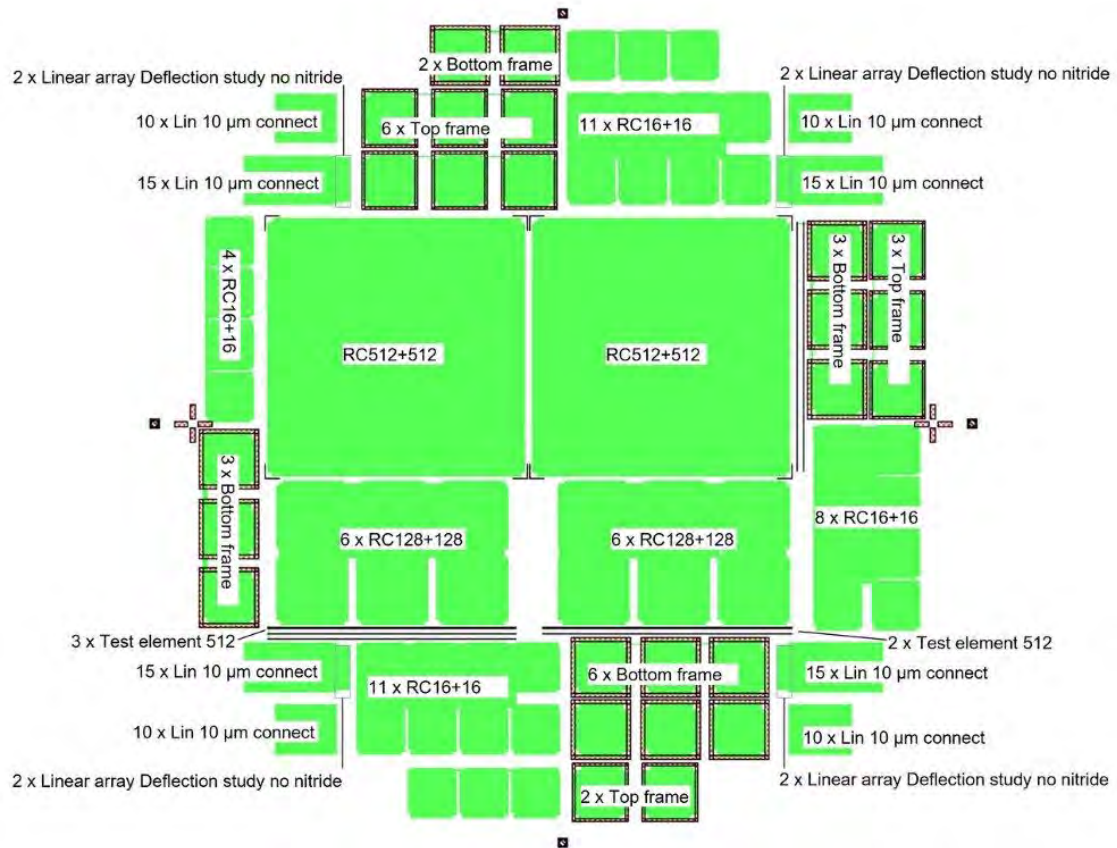 2 x Bottom frame
2 x Linear array Deflection study no nitride
2 x Linear array Deflection study no nitride
10 x Lin 10 µm connect
6 x Top frame
11 x RC16+16
10 x Lin 10 µm connect
15 x Lin 10 µm connect
15 x Lin 10 µm connect
4 x RC16+16
3 x Bottom frame
3 x Top frame
RC512+512
RC512+512
3 x Bottom frame
8 x RC16+16
6 x RC128+128
6 x RC128+128
3 x Test element 512
2 x Test element 512
15 x Lin 10 µm connect
11 x RC16+16
6 x Bottom frame
15 x Lin 10 µm connect
10 x Lin 10 µm connect
10 x Lin 10 µm connect
2 x Linear array Deflection study no nitride
2 x Top frame
2 x Linear array Deflection study no nitride